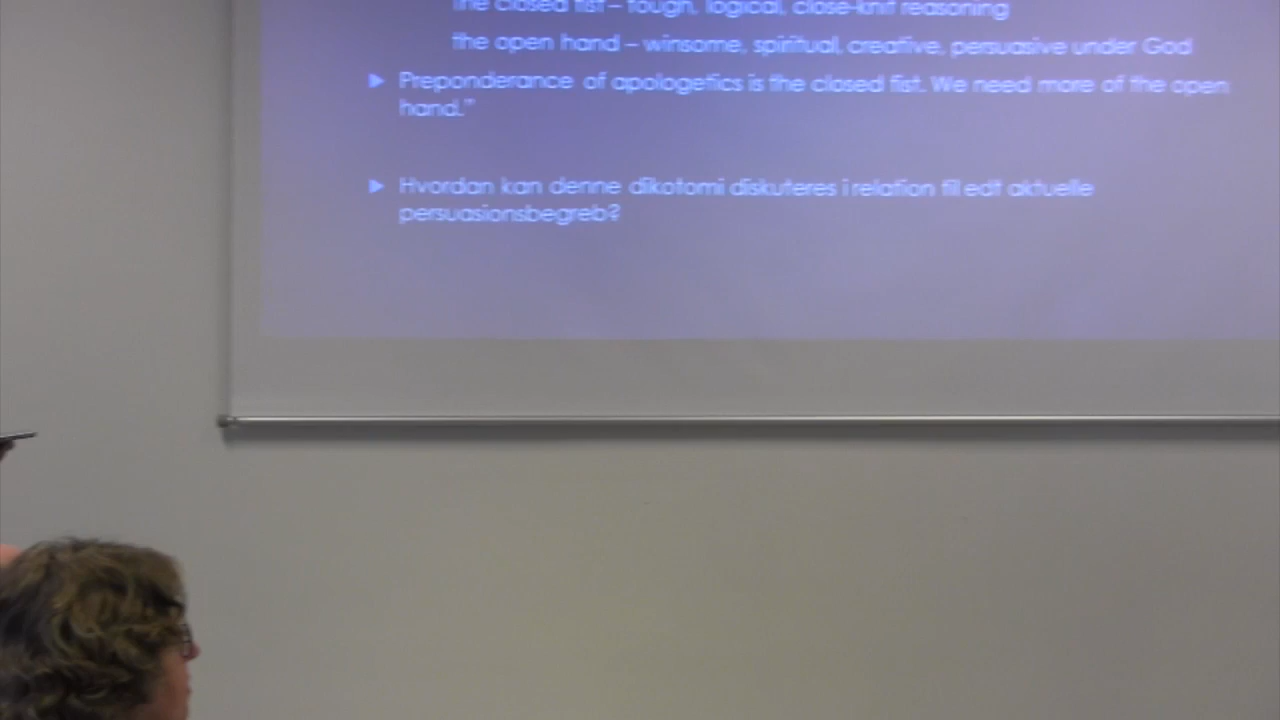 the closed fist – tough, logical, close-knit reasoning
the open hand – winsome, spiritual, creative, persuasive under God
Preponderance of apologetics is the closed fist. We need more of the open
hand."
Hvordan kan denne dikotomi diskuteres i relation til edt aktuelle
persuasionsbegreb?